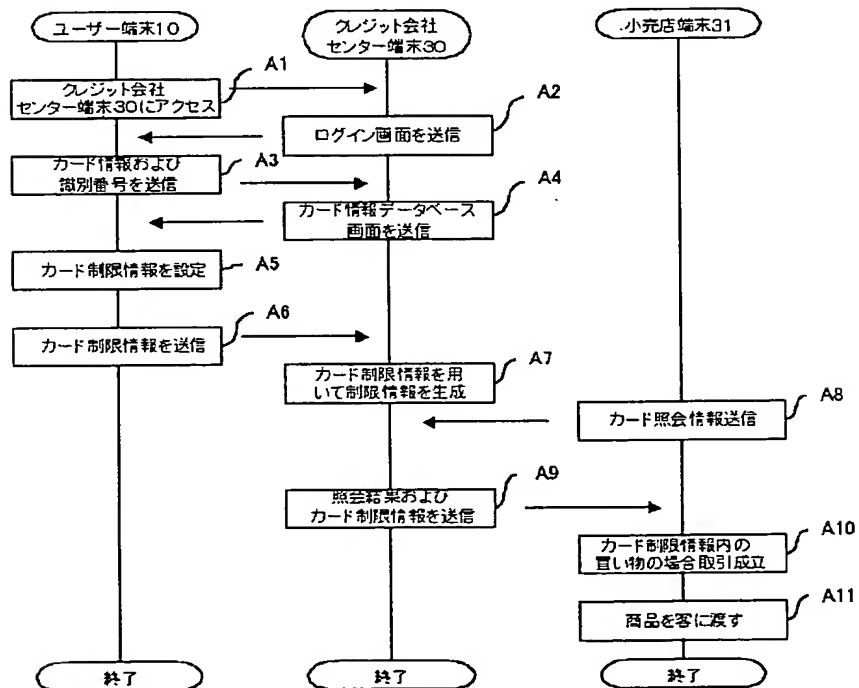 ユーザー端末10
クレジット会社
センター端末30
小売店端末31
A1
クレジット会社
センター端末30にアクセス
A2
ログイン画面を送信
A3
カード情報および
識別番号を送信
A4
カード情報データベース
画面を送信
A5
カード制限情報を設定
A6
カード制限情報を送信
A7
カード制限情報を用
いて制限情報を生成
A8
カード照会情報送信
A9
照会結果および
カード制限情報を送信
A10
カード制限情報内の
買い物の場合取引成立
A11
商品を客に渡す
終了
終了
終了